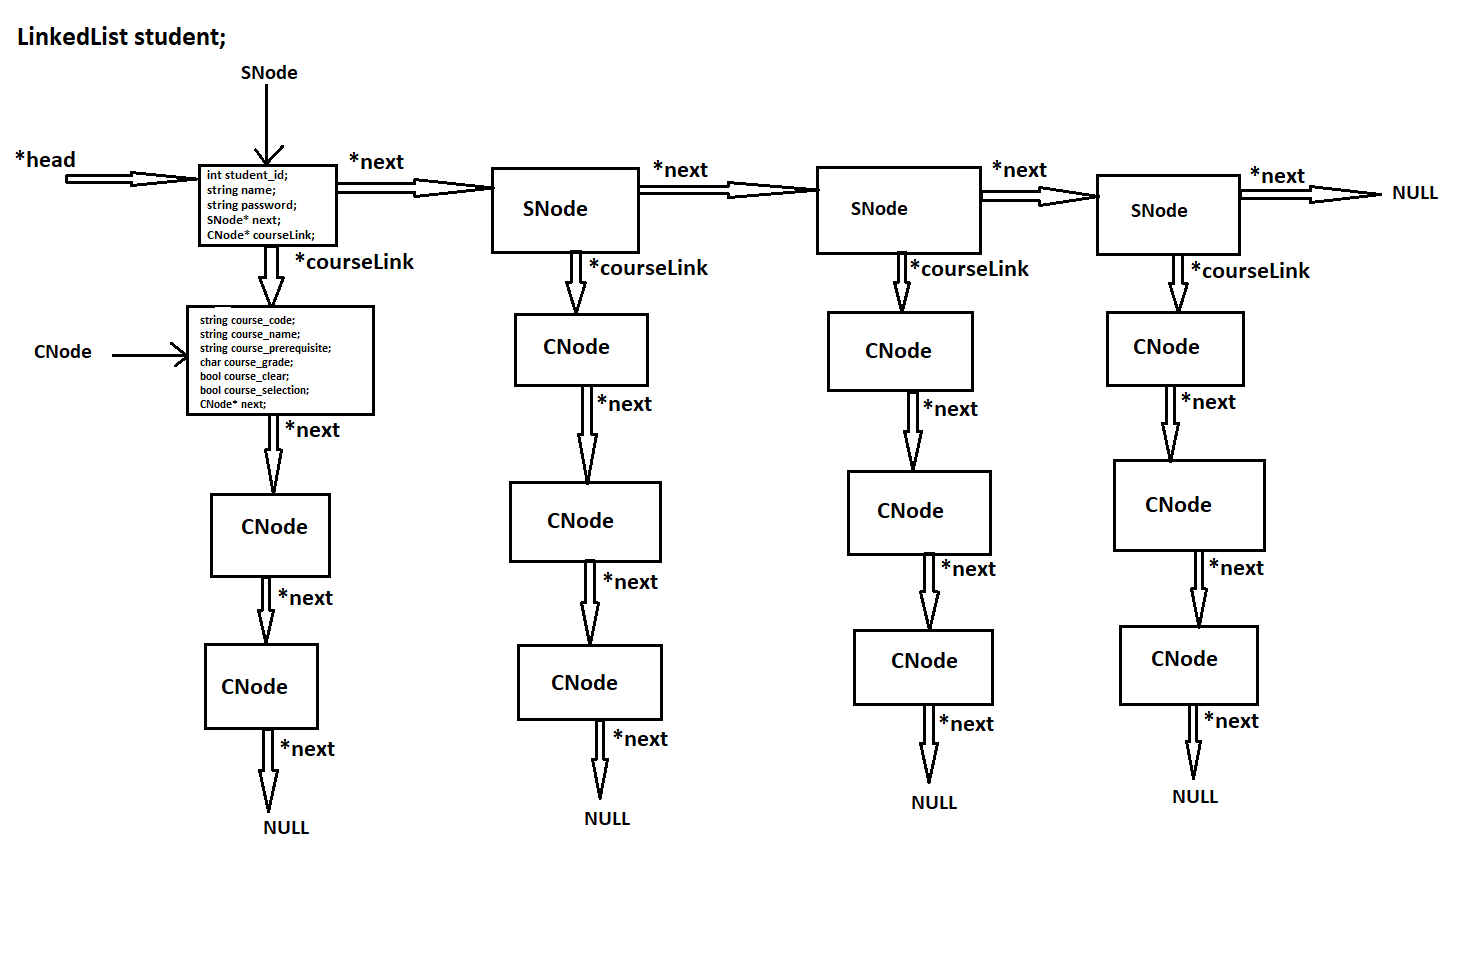 LinkedList student;
SNode
*head
int student_id;
string name;
string password;
SNode* next;
CNode* courseLink;
*next
SNode
*next
SNode
*next
SNode
*next
NULL
*courseLink
*courseLink
*courseLink
*courseLink
CNode
string course_code;
string course_name;
string course_prerequisite;
char course_grade;
bool course_clear;
bool course_selection;
CNode* next;
CNode
CNode
CNode
*next
*next
*next
*next
CNode
CNode
CNode
CNode
*next
*next
*next
*next
CNode
CNode
CNode
CNode
*next
*next
*next
*next
NULL
NULL
NULL
NULL